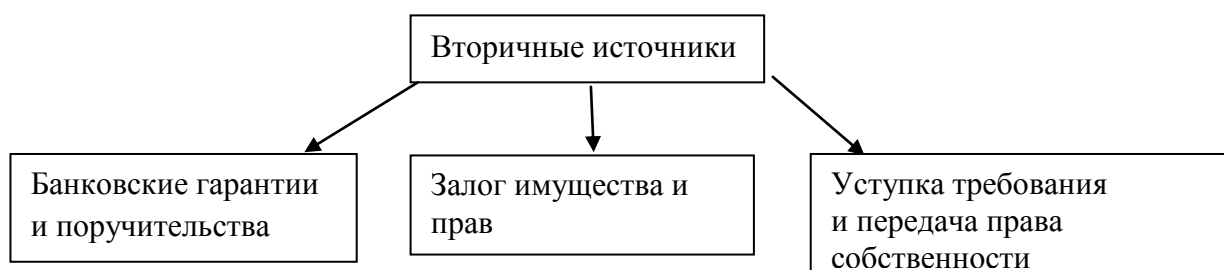 Вторичные источники
Банковские гарантии
и поручительства
Залог имущества и
прав
Уступка требования
и передача права
собственности